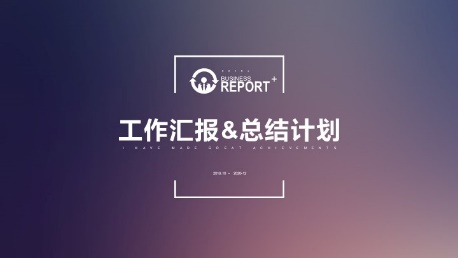 BUSINESS
REPORT+
工作汇报&总结计划
I HAVE MADE GREAT ACHIEVEMENTS